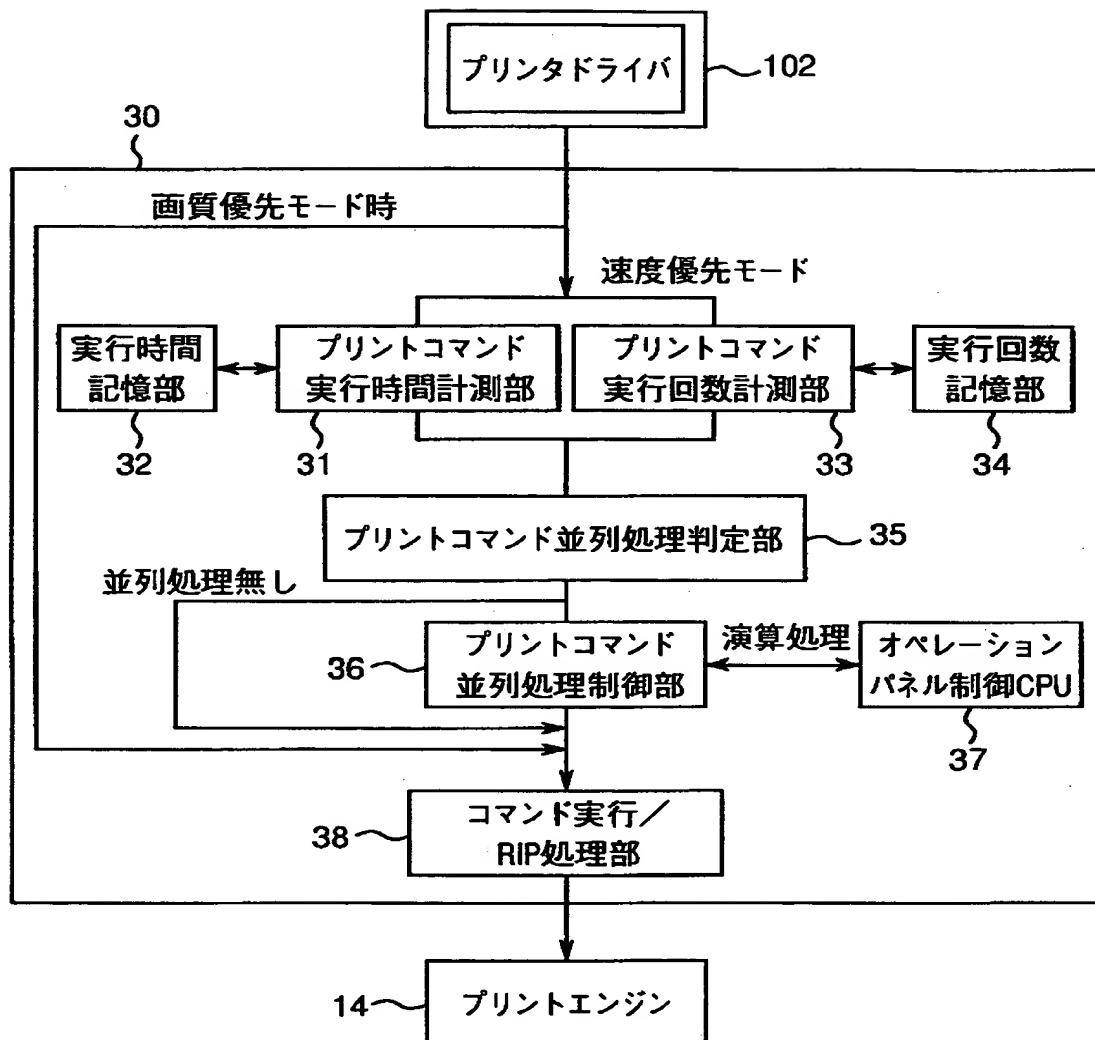 プリンタドライバ
102
30
画質優先モード時
速度優先モード
実行時間
記憶部
プリントコマンド
実行時間計測部
プリントコマンド
実行回数計測部
実行回数
記憶部
32
31
33
34
プリントコマンド並列処理判定部
35
並列処理無し
36
プリントコマンド
並列処理制御部
演算処理
オペレーション
パネル制御CPU
37
38
コマンド実行／
RIP処理部
14
プリントエンジン